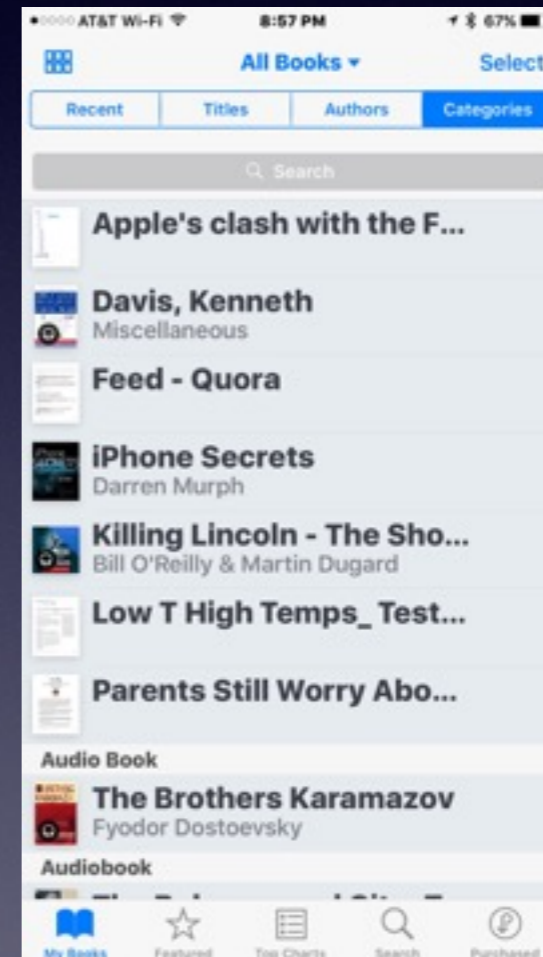 AT&T Wi-Fi 8:57 PM 67%
All Books Select
Recent Titles Authors Categories
Search
Apple's clash with the F...
Davis, Kenneth
Miscellaneous
Feed - Quora
iPhone Secrets
Darren Murph
Killing Lincoln - The Sho...
Bill O'Reilly & Martin Dugard
Low T High Temps_ Test...
Parents Still Worry Abo...
Audio Book
The Brothers Karamazov
Fyodor Dostoevsky
Audiobook
My Books Featured Top Charts Search Purchased